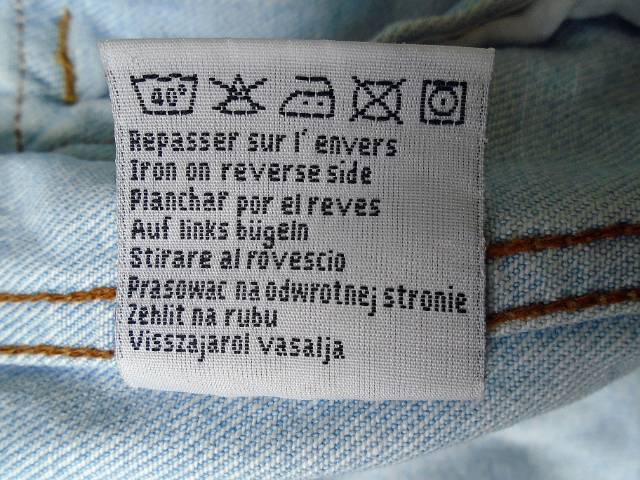 40°
Repasser sur l'envers
Iron on reverse side
Planchar por el reves
Auf links bügeln
Stirare al rovescio
Prasowac na odwrotnej stronie
Zehlit na rubu
Visszajarol vasalja